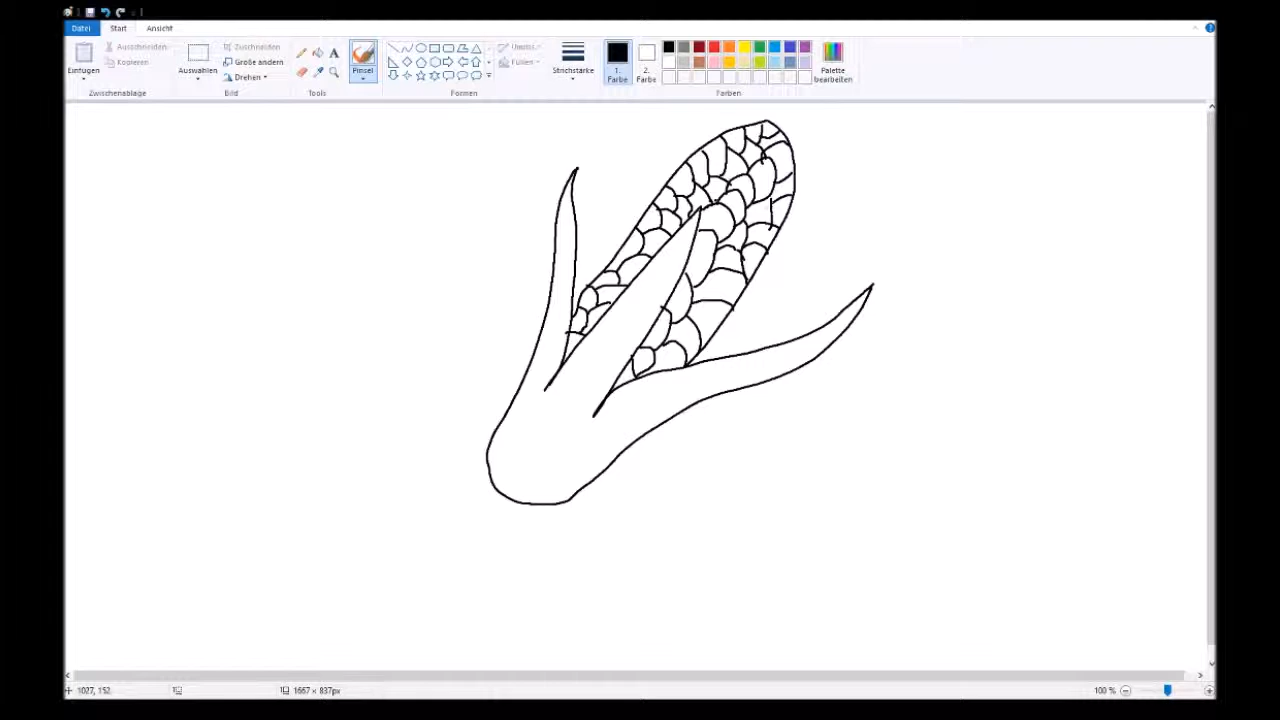 Datei Start Ansicht
Einfügen
Ausschneiden
Kopieren
Zwischenablage
Auswählen
Zuschneiden
Größe ändern
Drehen
Bild
A
Tools
Pinsel
Umriss
Füllen
Formen
Strichstärke
1.
Farbe
2.
Farbe
Palette
bearbeiten
Farben
1027, 152
1667 × 837px
100 %